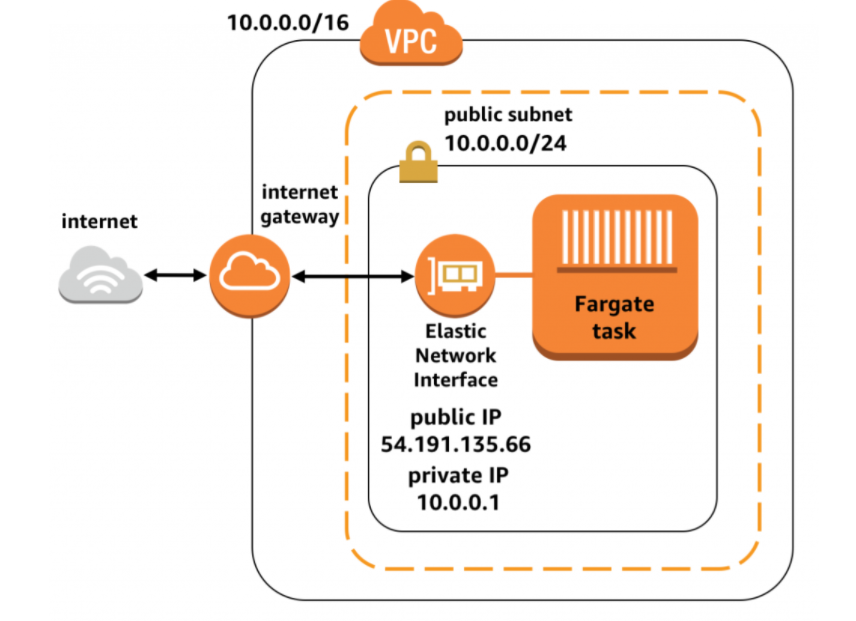 10.0.0.0/16
VPC
public subnet
10.0.0.0/24
internet
gateway
internet
Fargate
task
Elastic
Network
Interface
public IP
54.191.135.66
private IP
10.0.0.1